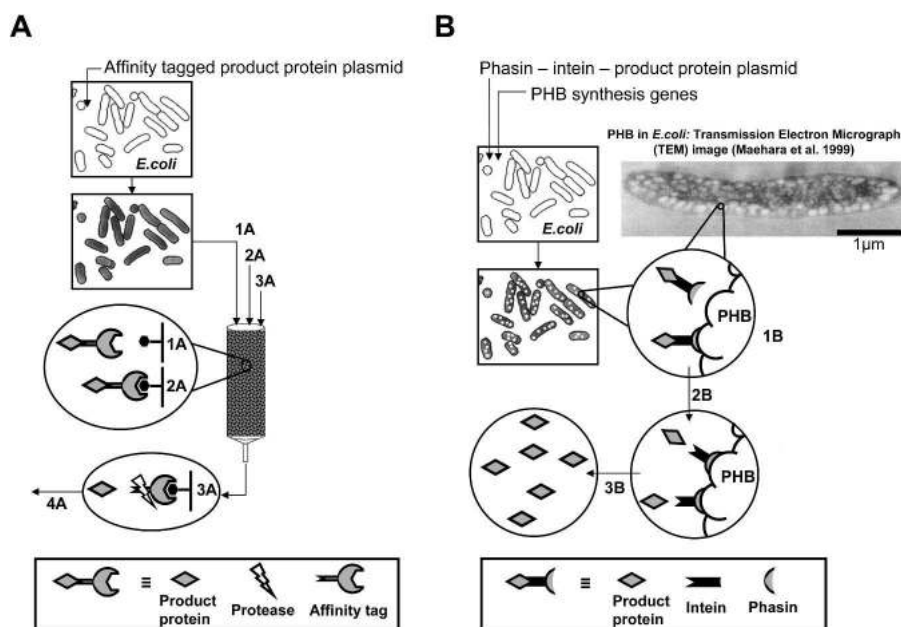 A
Affinity tagged product protein plasmid
E.coli
1A
2A
3A
1A
2A
3A
4A
≡
Product protein
Protease
Affinity tag
B
Phasin – intein – product protein plasmid
PHB synthesis genes
PHB in E.coli: Transmission Electron Micrograph
(TEM) image (Maehara et al. 1999)
E.coli
1μm
PHB
1B
2B
PHB
3B
≡
Product
protein
Intein
Phasin